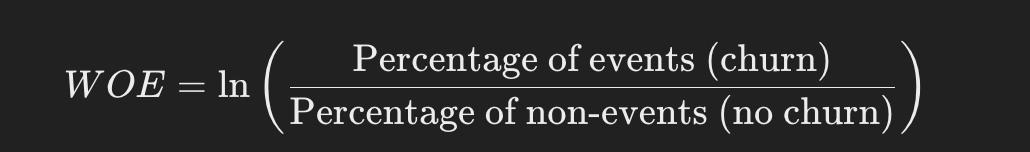 WOE = ln ( Percentage of events (churn) / Percentage of non-events (no churn) )